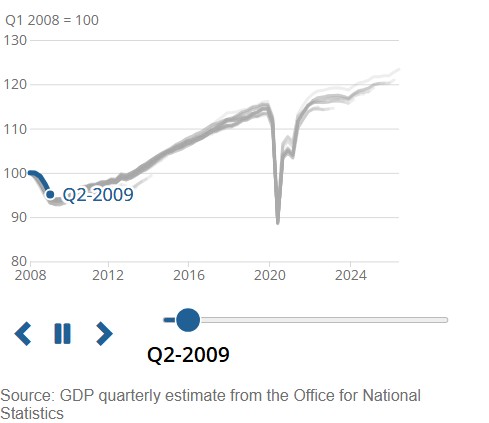 Q1 2008 = 100
130
120
110
100
90
80
Q2-2009
2008 2012 2016 2020 2024
Q2-2009
Source: GDP quarterly estimate from the Office for National
Statistics